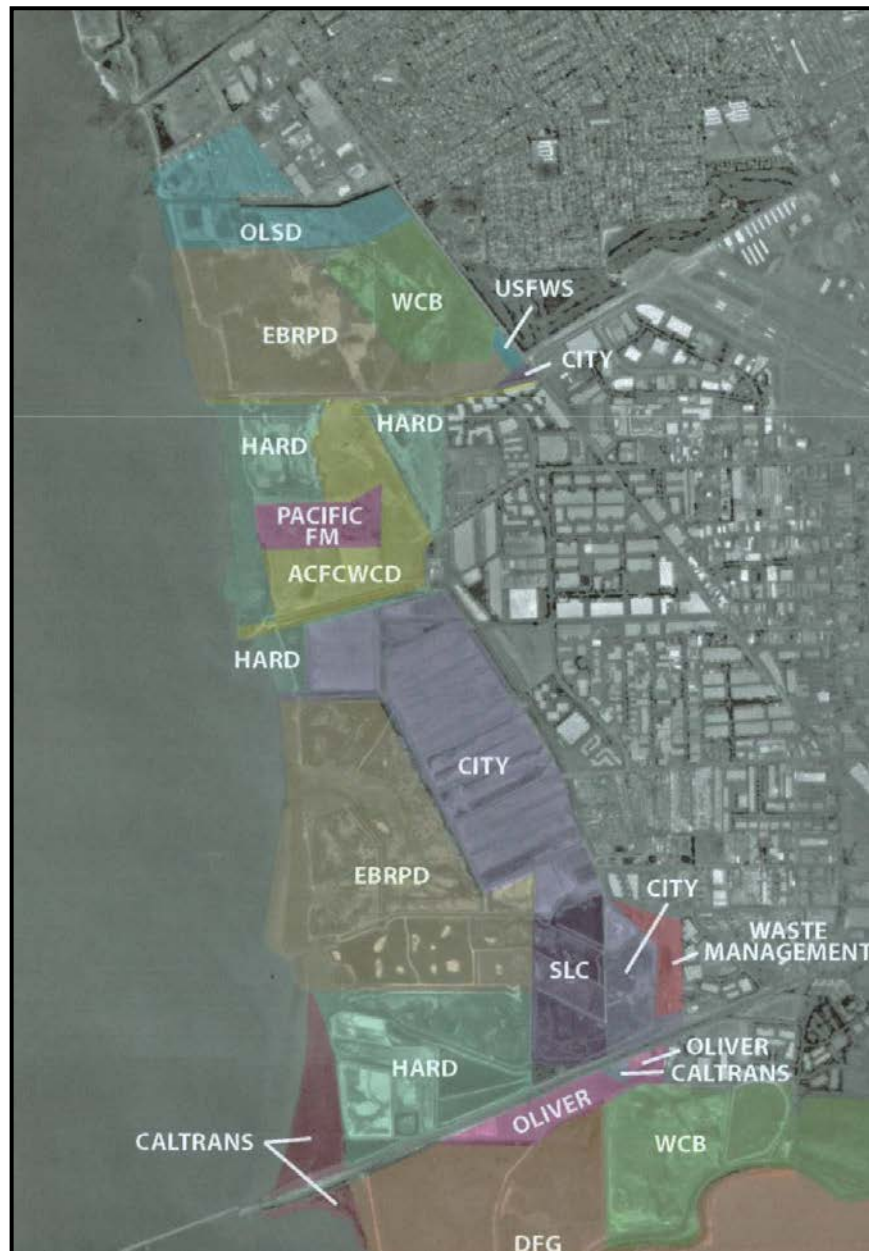 OLSD
USFWS
WCB
EBRPD
CITY
HARD
HARD
PACIFIC
FM
ACFCWCD
HARD
CITY
EBRPD
CITY
WASTE
MANAGEMENT
SLC
OLIVER
CALTRANS
HARD
OLIVER
CALTRANS
WCB
DFG